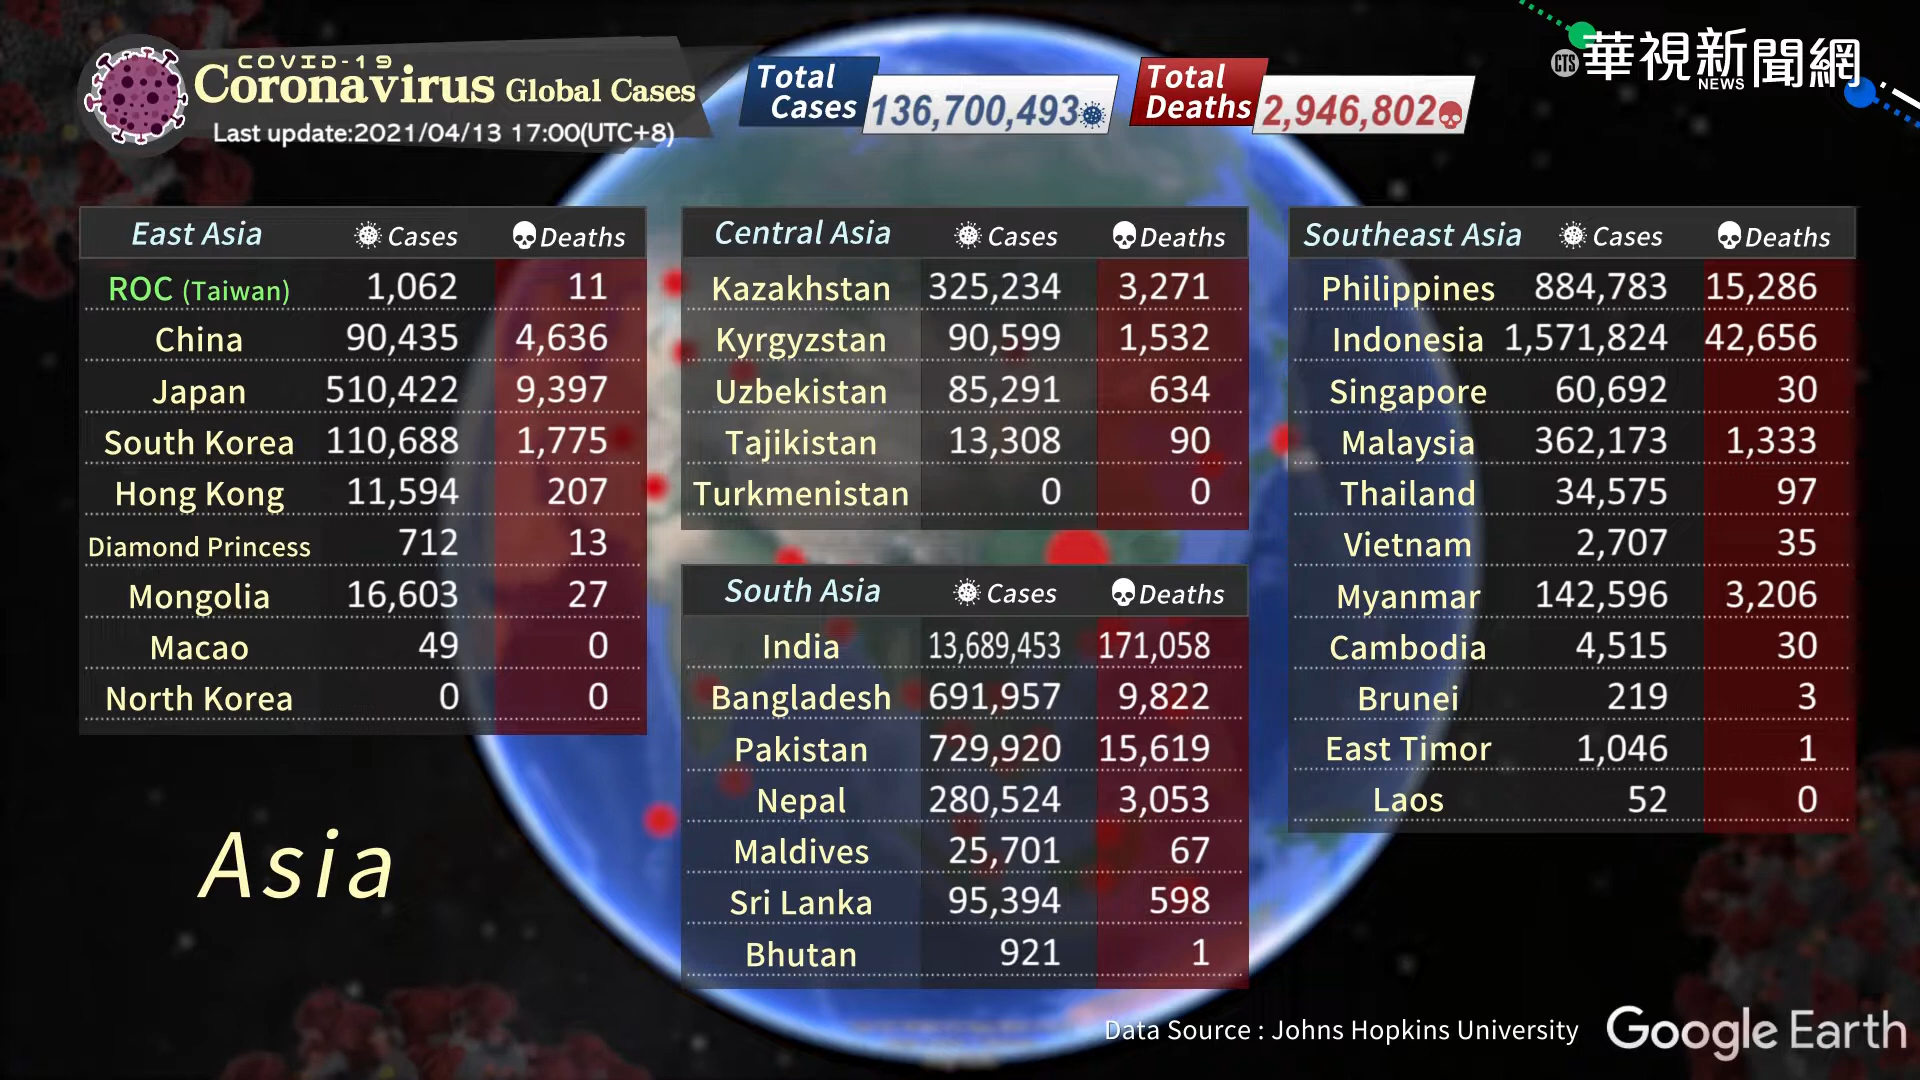 COVID-19
Coronavirus Global Cases
Last update:2021/04/13 17:00(UTC+8)
Total Cases 136,700,493
Total Deaths 2,946,802
CTS 華視新聞網
NEWS
East Asia Cases Deaths
ROC (Taiwan) 1,062 11
China 90,435 4,636
Japan 510,422 9,397
South Korea 110,688 1,775
Hong Kong 11,594 207
Diamond Princess 712 13
Mongolia 16,603 27
Macao 49 0
North Korea 0 0
Central Asia Cases Deaths
Kazakhstan 325,234 3,271
Kyrgyzstan 90,599 1,532
Uzbekistan 85,291 634
Tajikistan 13,308 90
Turkmenistan 0 0
South Asia Cases Deaths
India 13,689,453 171,058
Bangladesh 691,957 9,822
Pakistan 729,920 15,619
Nepal 280,524 3,053
Maldives 25,701 67
Sri Lanka 95,394 598
Bhutan 921 1
Southeast Asia Cases Deaths
Philippines 884,783 15,286
Indonesia 1,571,824 42,656
Singapore 60,692 30
Malaysia 362,173 1,333
Thailand 34,575 97
Vietnam 2,707 35
Myanmar 142,596 3,206
Cambodia 4,515 30
Brunei 219 3
East Timor 1,046 1
Laos 52 0
Asia
Data Source : Johns Hopkins University
Google Earth